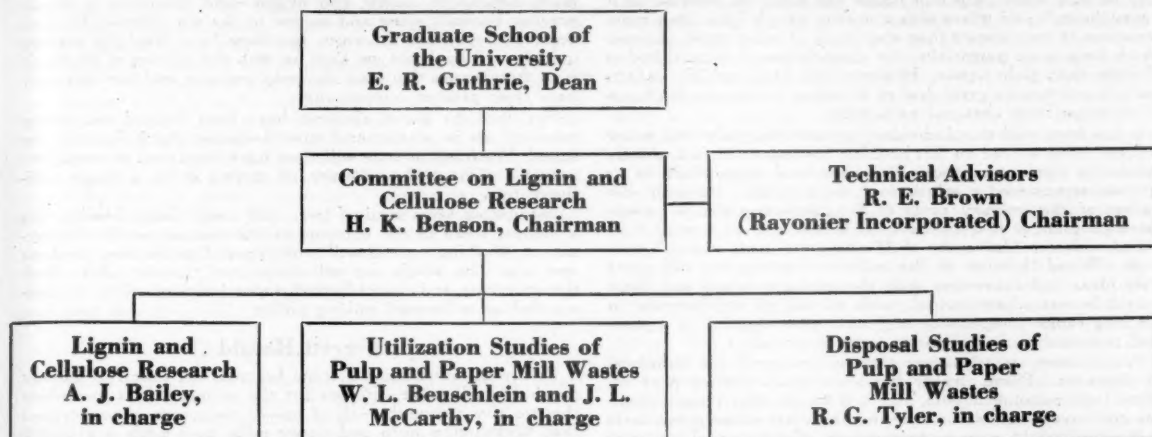 Graduate School of
the University
E. R. Guthrie, Dean
Committee on Lignin and
Cellulose Research
H. K. Benson, Chairman
Technical Advisors
R. E. Brown
(Rayonier Incorporated) Chairman
Lignin and
Cellulose Research
A. J. Bailey,
in charge
Utilization Studies of
Pulp and Paper Mill Wastes
W. L. Beuschlein and J. L.
McCarthy, in charge
Disposal Studies of
Pulp and Paper
Mill Wastes
R. G. Tyler, in charge